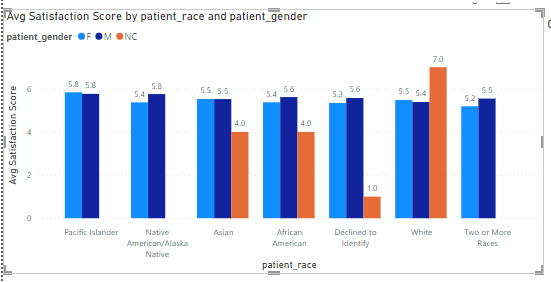 Avg Satisfaction Score by patient_race and patient_gender
patient_gender F M NC
7.0
5.8 5.8 5.4 5.8 5.5 5.5 4.0 5.4 5.6 4.0 5.3 5.6 1.0 5.5 5.4 5.2 5.5
6
4
2
0
Avg Satisfaction Score
Pacific Islander
Native
American/Alaska
Native
Asian
African
American
Declined to
Identify
White
Two or More
Races
patient_race